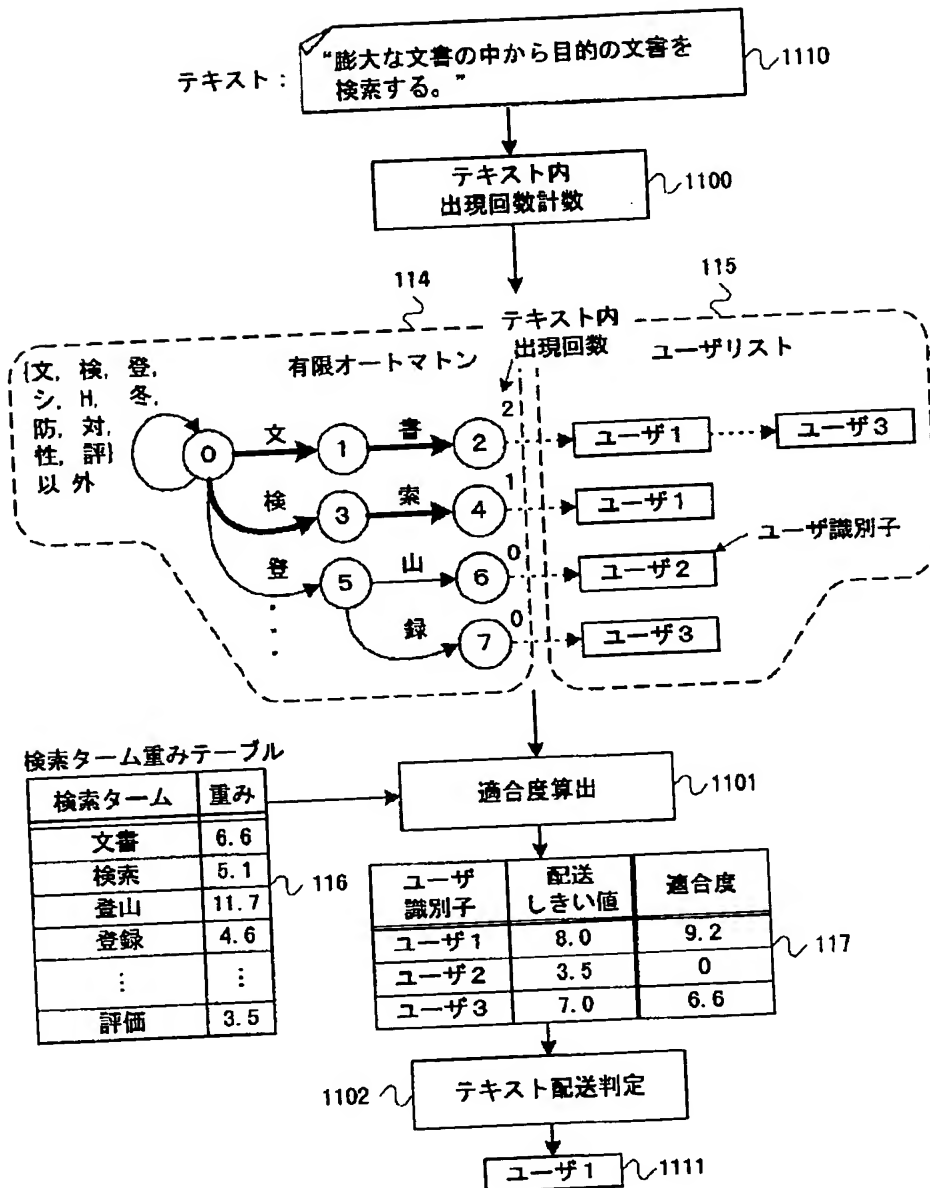 テキスト：
“膨大な文書の中から目的の文書を
検索する。”
1110
テキスト内
出現回数計数
1100
114
115
テキスト内
出現回数
有限オートマトン
ユーザリスト
{文, 検, 登,
シ, H, 冬,
防, 対,
性, 評}
以外
0
文
1
書
2
2
ユーザ1
ユーザ3
検
3
索
4
1
ユーザ1
ユーザ識別子
登
5
山
6
0
ユーザ2
録
7
0
ユーザ3
検索ターム重みテーブル
検索ターム 重み
文書 6.6
検索 5.1
登山 11.7
登録 4.6
⋮ ⋮
評価 3.5
116
適合度算出
1101
ユーザ
識別子
配送
しきい値
適合度
ユーザ1 8.0 9.2
ユーザ2 3.5 0
ユーザ3 7.0 6.6
117
1102
テキスト配送判定
ユーザ1
1111